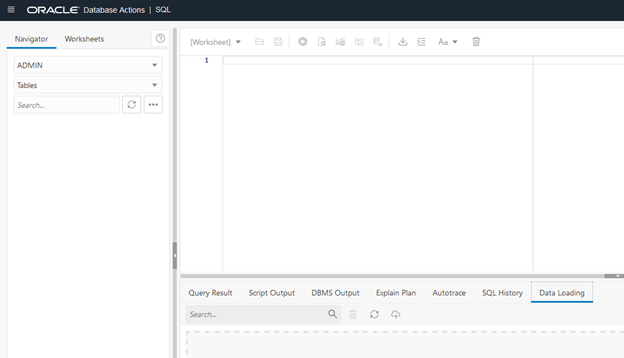 ORACLE Database Actions | SQL
Navigator Worksheets
ADMIN
Tables
Search...
[Worksheet]
Aa
1
Query Result Script Output DBMS Output Explain Plan Autotrace SQL History Data Loading
Search...